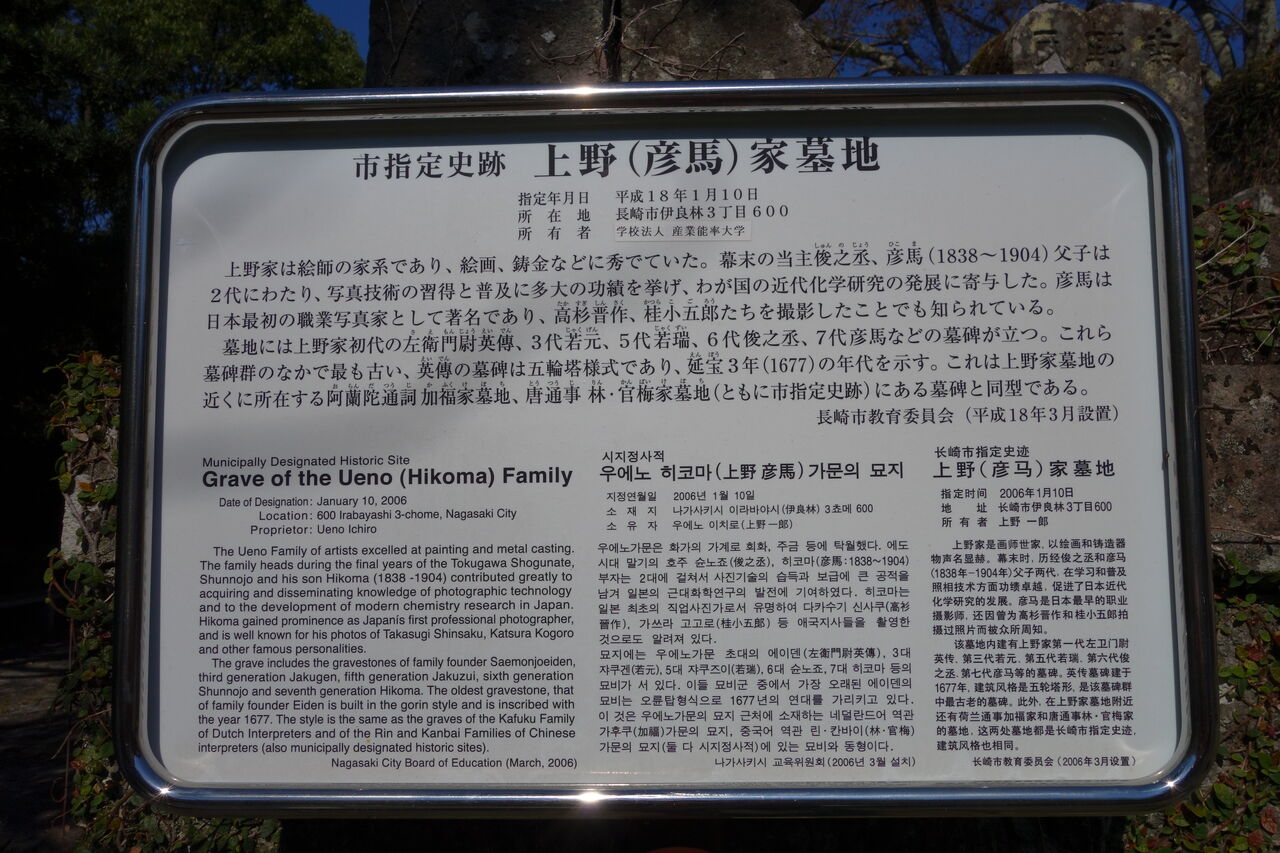 市指定史跡 上野(彦馬)家墓地
指定年月日 平成18年1月10日
所在地 長崎市伊良林3丁目600
所有者 学校法人 産業能率大学
上野家は絵師の家系であり、絵画、鋳金などに秀でていた。幕末の当主俊之丞、彦馬(1838～1904)父子は
2代にわたり、写真技術の習得と普及に多大の功績を挙げ、わが国の近代化学研究の発展に寄与した。彦馬は
日本最初の職業写真家として著名であり、高杉晋作、桂小五郎たちを撮影したことでも知られている。
墓地には上野家初代の左衛門尉英傳、3代若元、5代若瑞、6代俊之丞、7代彦馬などの墓碑が立つ。これら
墓碑群のなかで最も古い、英傳の墓碑は五輪塔様式であり、延宝3年(1677)の年代を示す。これは上野家墓地の
近くに所在する阿蘭陀通詞 加福家墓地、唐通事 林・官梅家墓地(ともに市指定史跡)にある墓碑と同型である。
長崎市教育委員会(平成18年3月設置)
Municipally Designated Historic Site
Grave of the Ueno (Hikoma) Family
Date of Designation: January 10, 2006
Location: 600 Irabayashi 3-chome, Nagasaki City
Proprietor: Ueno Ichiro
The Ueno Family of artists excelled at painting and metal casting.
The family heads during the final years of the Tokugawa Shogunate,
Shunnojo and his son Hikoma (1838 -1904) contributed greatly to
acquiring and disseminating knowledge of photographic technology
and to the development of modern chemistry research in Japan.
Hikoma gained prominence as Japanís first professional photographer,
and is well known for his photos of Takasugi Shinsaku, Katsura Kogoro
and other famous personalities.
The grave includes the gravestones of family founder Saemonjoeiden,
third generation Jakugen, fifth generation Jakuzui, sixth generation
Shunnojo and seventh generation Hikoma. The oldest gravestone, that
of family founder Eiden is built in the gorin style and is inscribed with
the year 1677. The style is the same as the graves of the Kafuku Family
of Dutch Interpreters and of the Rin and Kanbai Families of Chinese
interpreters (also municipally designated historic sites).
Nagasaki City Board of Education (March, 2006)
시지정사적
우에노 히코마(上野 彦馬)가문의 묘지
지정연월일 2006년 1월 10일
소재지 나가사키시 이라바야시(伊良林) 3쵸메 600
소유자 우에노 이치로(上野 一郎)
우에노가문은 화가의 가계로 회화, 주금 등에 탁월했다. 에도
시대 말기의 호주 슌노죠(俊之丞), 히코마(彦馬:1838～1904)
부자는 2대에 걸쳐서 사진기술의 습득과 보급에 큰 공적을
남겨 일본의 근대화학연구의 발전에 기여하였다. 히코마는
일본 최초의 직업사진가로서 유명하여 다카수기 신사쿠(高杉
晉作), 가쓰라 고고로(桂小五郎) 등 애국지사들을 촬영한
것으로도 알려져 있다.
묘지에는 우에노가문 초대의 에이덴(左衛門尉英傳), 3대
쟈쿠겐(若元), 5대 쟈쿠즈이(若瑞), 6대 슌노죠, 7대 히코마 등의
묘비가 서 있다. 이들 묘비군 중에서 가장 오래된 에이덴의
묘비는 오륜탑형식으로 1677년의 연대를 가리키고 있다.
이 것은 우에노가문의 묘지 근처에 소재하는 네덜란드어 역관
가후쿠(加福)가문의 묘지, 중국어 역관 린·칸바이(林·官梅)
가문의 묘지(둘 다 시지정사적)에 있는 묘비와 동형이다.
나가사키시 교육위원회(2006년 3월 설치)
长崎市指定史迹
上野(彦马)家墓地
指定时间 2006年1月10日
地址 长崎市伊良林3丁目600
所有者 上野 一郎
上野家是画师世家，以绘画和铸造器
物声名显赫。幕末时，历经俊之丞和彦马
(1838年-1904年)父子两代，在学习和普及
照相技术方面功绩卓越，促进了日本近代
化学研究的发展。彦马是日本最早的职业
摄影师，还因曾为高杉晋作和桂小五郎拍
摄过照片而被众所周知。
该墓地内建有上野家第一代左卫门尉
英传、第三代若元、第五代若瑞、第六代俊
之丞、第七代彦马等的墓碑。英传墓碑建于
1677年，建筑风格是五轮塔形，是该墓碑群
中最古老的墓碑。此外，在上野家墓地附近
还有荷兰通事加福家和唐通事林·官梅家
的墓地，这两处墓地都是长崎市指定史迹，
建筑风格也相同。
长崎市教育委员会(2006年3月设置)